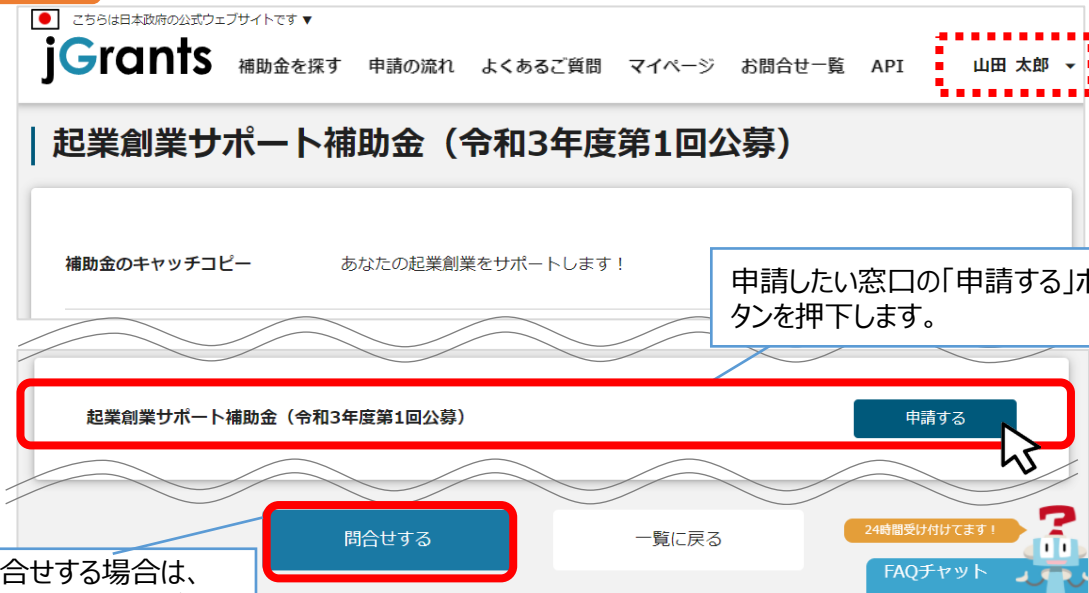 こちらは日本政府の公式ウェブサイトです ▼
jGrants 補助金を探す 申請の流れ よくあるご質問 マイページ お問合せ一覧 API 山田 太郎
起業創業サポート補助金（令和3年度第1回公募）
補助金のキャッチコピー あなたの起業創業をサポートします！
申請したい窓口の「申請する」ボ
タンを押下します。
起業創業サポート補助金（令和3年度第1回公募） 申請する
問合せする 一覧に戻る 24時間受け付けてます！
合せする場合は、
FAQチャット